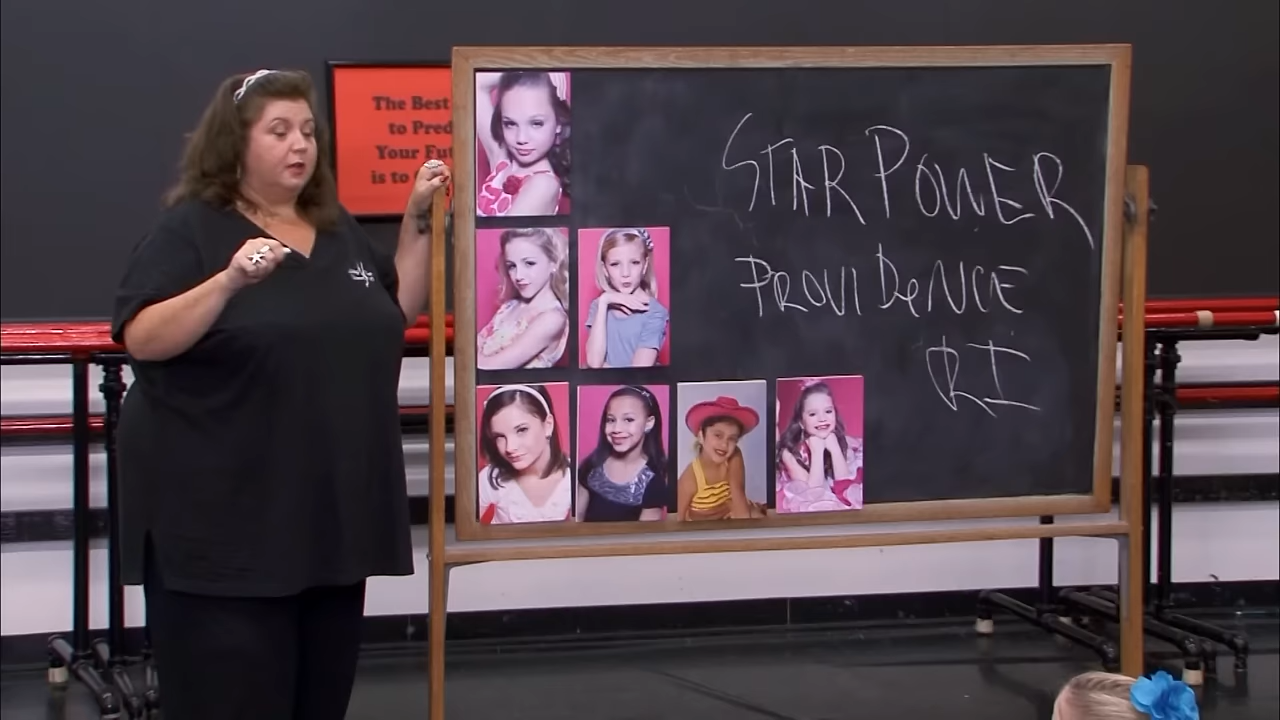 The Best
to Pred
Your Fut
is to
STAR POWER
PROVIDENCE
RI